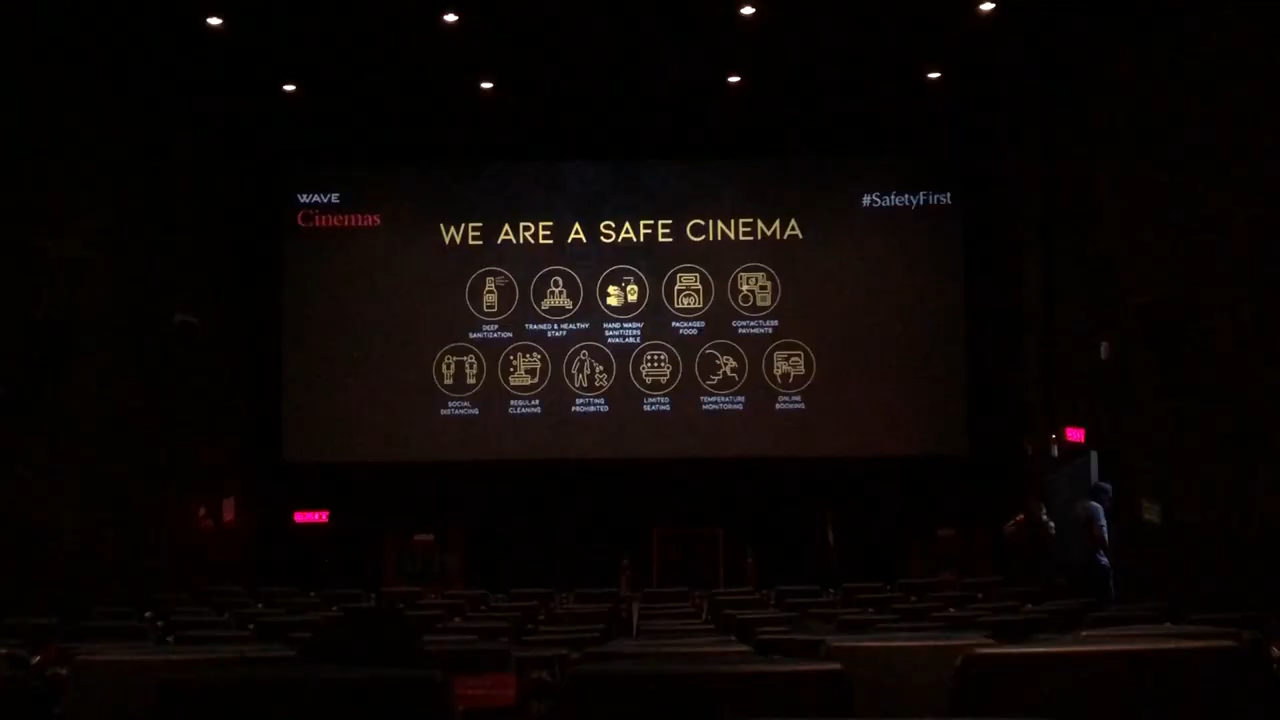 WAVE
Cinemas
#SafetyFirst
WE ARE A SAFE CINEMA
DEEP
SANITIZATION
TRAINED & HEALTHY
STAFF
HAND WASH/
SANITIZERS
AVAILABLE
PACKAGED
FOOD
CONTACTLESS
PAYMENTS
SOCIAL
DISTANCING
REGULAR
CLEANING
SPITTING
PROHIBITED
LIMITED
SEATING
TEMPERATURE
MONITORING
ONLINE
BOOKING
EXIT